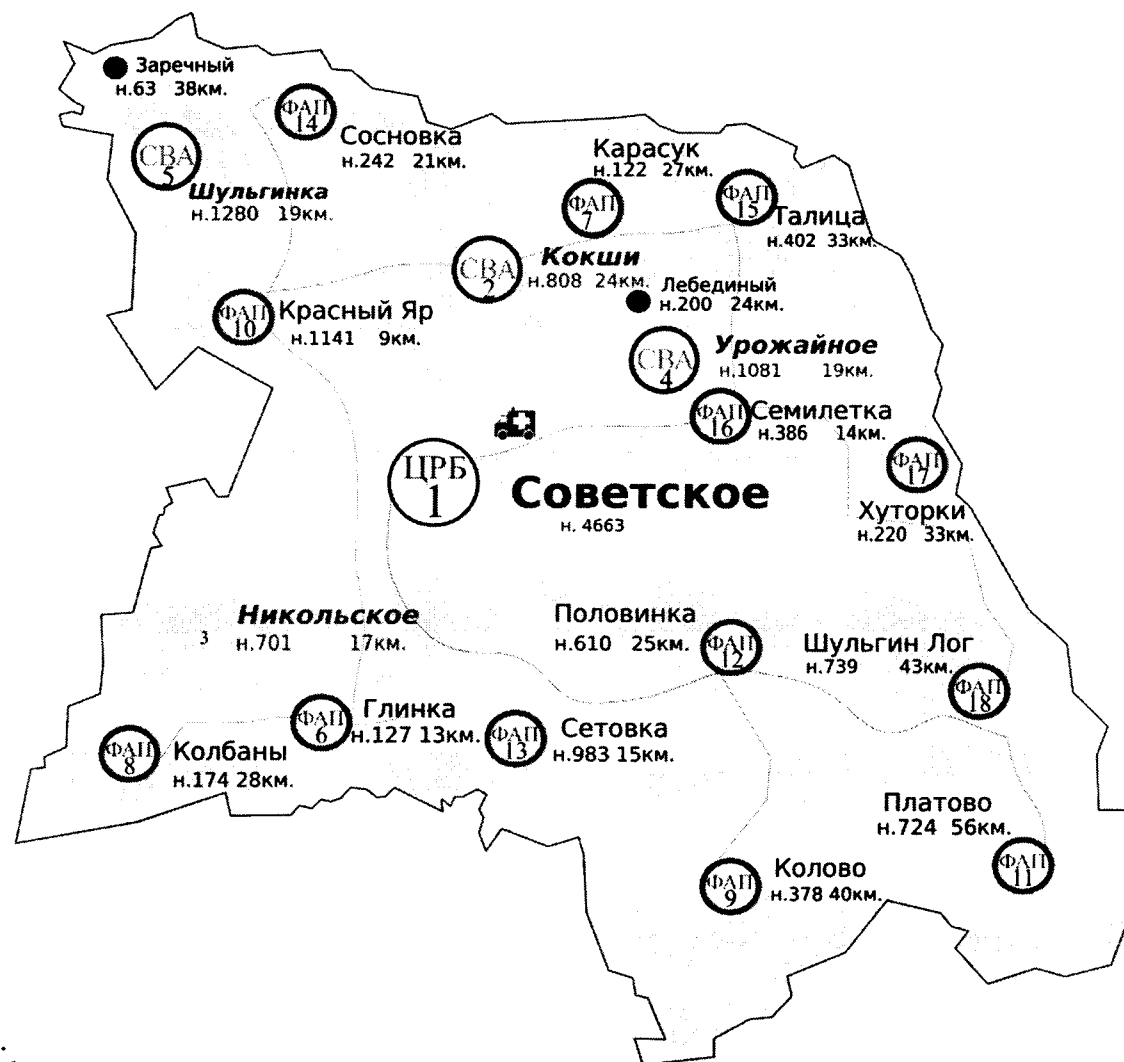 Заречный
н.63 38км.
ФАП
14
Сосновка
н.242 21км.
СВА
5
Шульгинка
н.1280 19км.
Карасук
н.122 27км.
ФАП
7
ФАП
15
Талица
н.402 33км.
СВА
2
Кокши
н.808 24км.
Лебединый
н.200 24км.
ФАП
10
Красный Яр
н.1141 9км.
СВА
4
Урожайное
н.1081 19км.
ФАП
16
Семилетка
н.386 14км.
ФАП
17
Хуторки
н.220 33км.
ЦРБ
1
Советское
н. 4663
3
Никольское
н.701 17км.
Половинка
н.610 25км.
ФАП
12
Шульгин Лог
н.739 43км.
ФАП
18
ФАП
6
Глинка
н.127 13км.
ФАП
13
Сетовка
н.983 15км.
ФАП
8
Колбаны
н.174 28км.
Платово
н.724 56км.
ФАП
11
ФАП
9
Колово
н.378 40км.